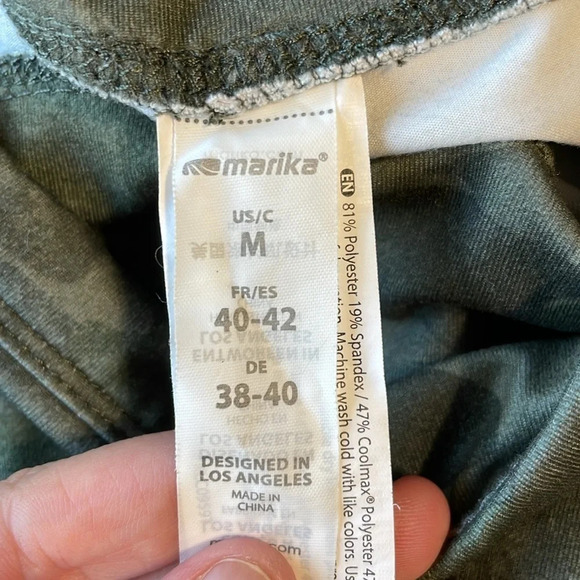 marika®
US/C
M
FR/ES
40-42
DE
38-40
DESIGNED IN
LOS ANGELES
MADE IN
CHINA
EN 81% Polyester 19% Spandex / 47% Coolmax® Polyester 47
Machine wash cold with like colors.